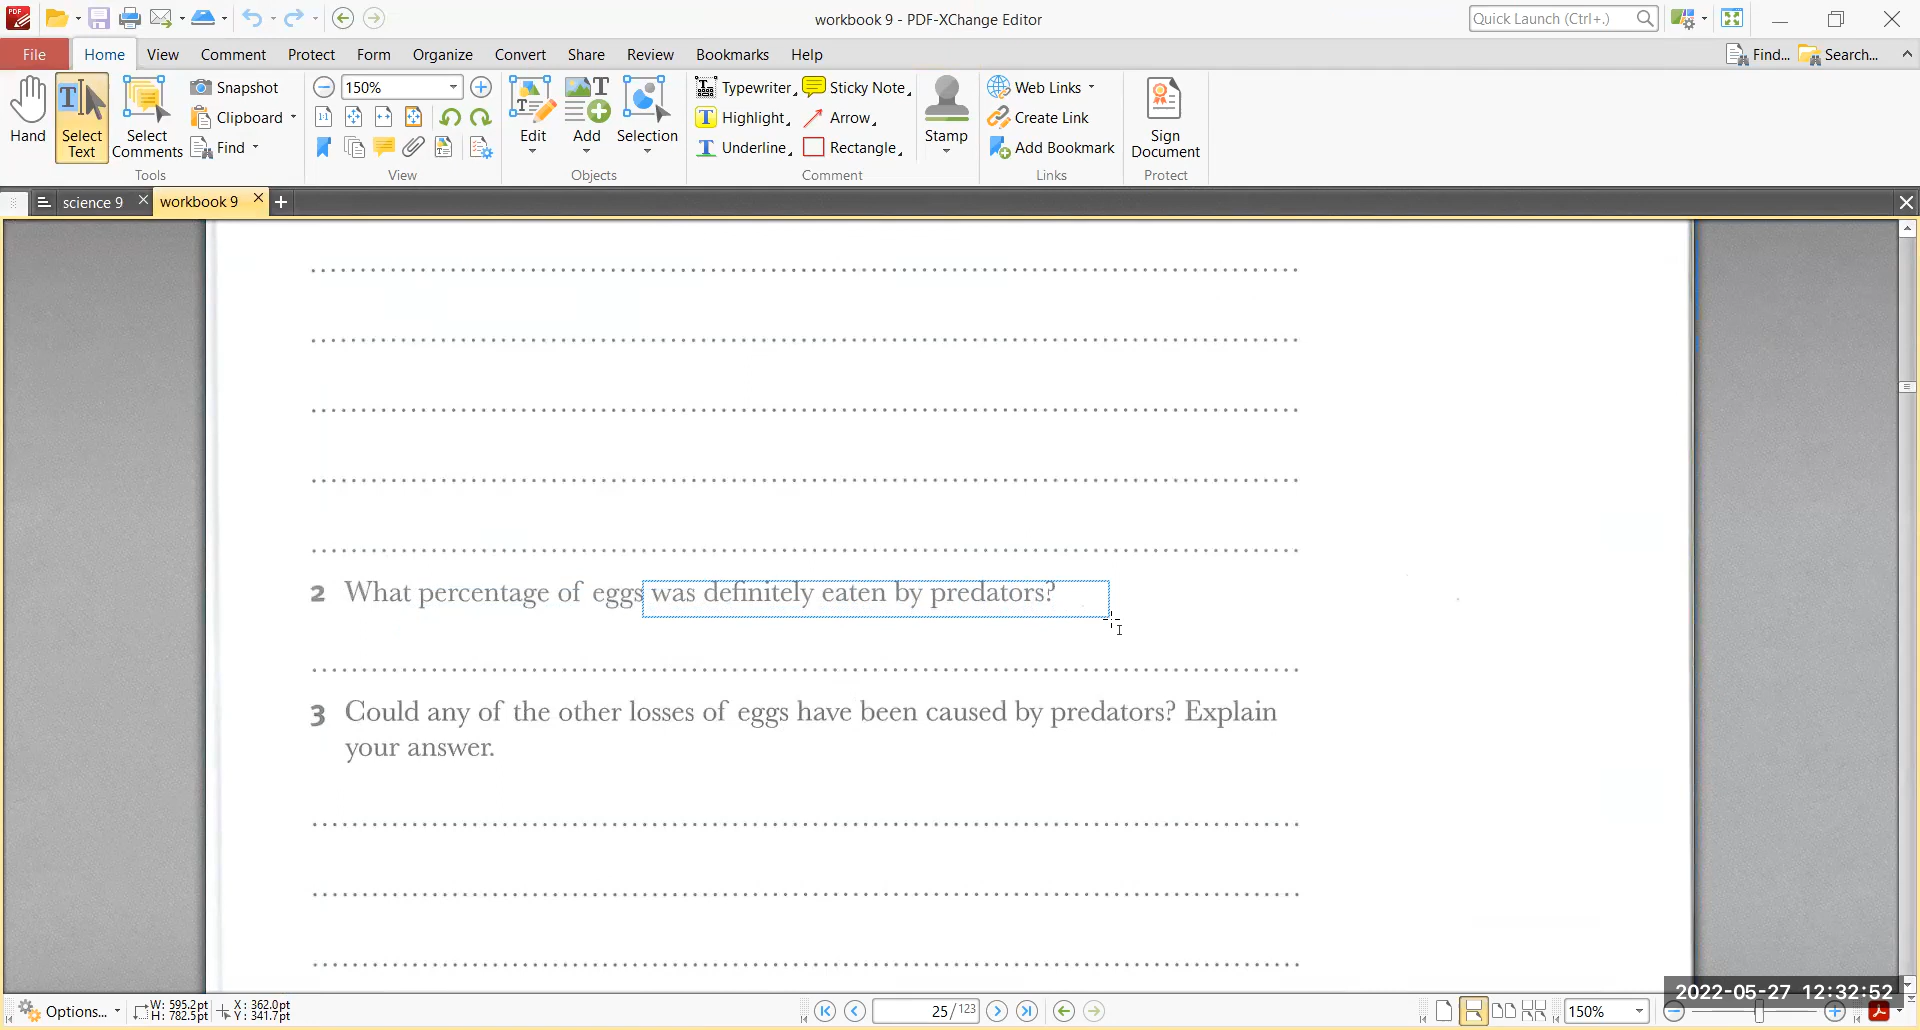 workbook 9 - PDF-XChange Editor
Quick Launch (Ctrl+.)
File Home View Comment Protect Form Organize Convert Share Review Bookmarks Help
Find... Search...
Hand
Select Text
Select Comments
Snapshot
Clipboard
Find
Tools
150%
View
Edit
Add
Selection
Objects
Typewriter
Sticky Note
Highlight
Arrow
Underline
Rectangle
Stamp
Comment
Web Links
Create Link
Add Bookmark
Links
Sign Document
Protect
science 9
workbook 9
2 What percentage of eggs was definitely eaten by predators?
3 Could any of the other losses of eggs have been caused by predators? Explain
your answer.
2022-05-27 12:32:52
Options...
W: 595.2pt
H: 782.5pt
X: 362.0pt
Y: 341.7pt
25 / 123
150%